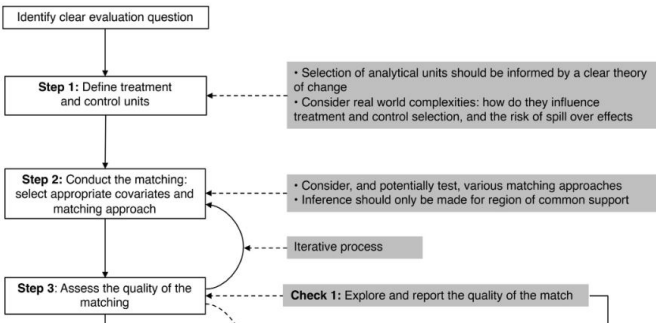 Identify clear evaluation question
Step 1: Define treatment
and control units
• Selection of analytical units should be informed by a clear theory
of change
• Consider real world complexities: how do they influence
treatment and control selection, and the risk of spill over effects
Step 2: Conduct the matching:
select appropriate covariates and
matching approach
• Consider, and potentially test, various matching approaches
• Inference should only be made for region of common support
Iterative process
Step 3: Assess the quality of the
matching
Check 1: Explore and report the quality of the match